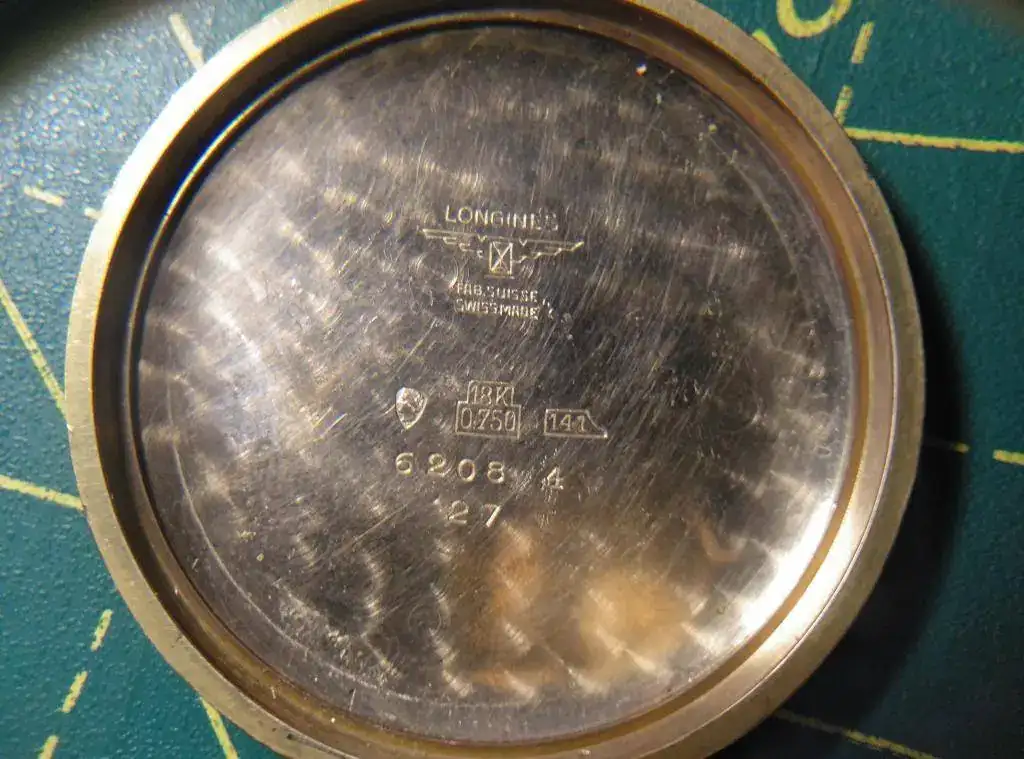 LONGINES
FAB.SUISSE
SWISS MADE
18K
0.750 141
6208 4
27